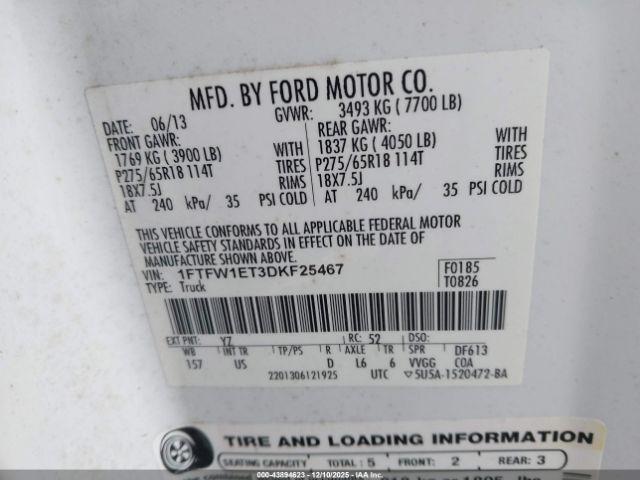 MFD. BY FORD MOTOR CO.
DATE: 06/13 GVWR: 3493 KG ( 7700 LB)
FRONT GAWR: REAR GAWR:
1769 KG ( 3900 LB) WITH 1837 KG ( 4050 LB) WITH
P275/65R18 114T TIRES P275/65R18 114T TIRES
18X7.5J RIMS 18X7.5J RIMS
AT 240 kPa/ 35 PSI COLD AT 240 kPa/ 35 PSI COLD
THIS VEHICLE CONFORMS TO ALL APPLICABLE FEDERAL MOTOR
VEHICLE SAFETY STANDARDS IN EFFECT ON THE DATE OF
MANUFACTURE SHOWN ABOVE.
VIN: 1FTFW1ET3DKF25467 F0185
TYPE: Truck T0826
EXT PNT: YZ RC: 52 DSO:
WB INT TR TP/PS R AXLE TR SPR DF613
157 US D L6 6 VVGG COA
2201306121925 UTC 5U5A-1520472-BA
TIRE AND LOADING INFORMATION
SEATING CAPACITY TOTAL : 5 FRONT: 2 REAR: 3
© 43894623 - 12/10/2025 - IAA, Inc.